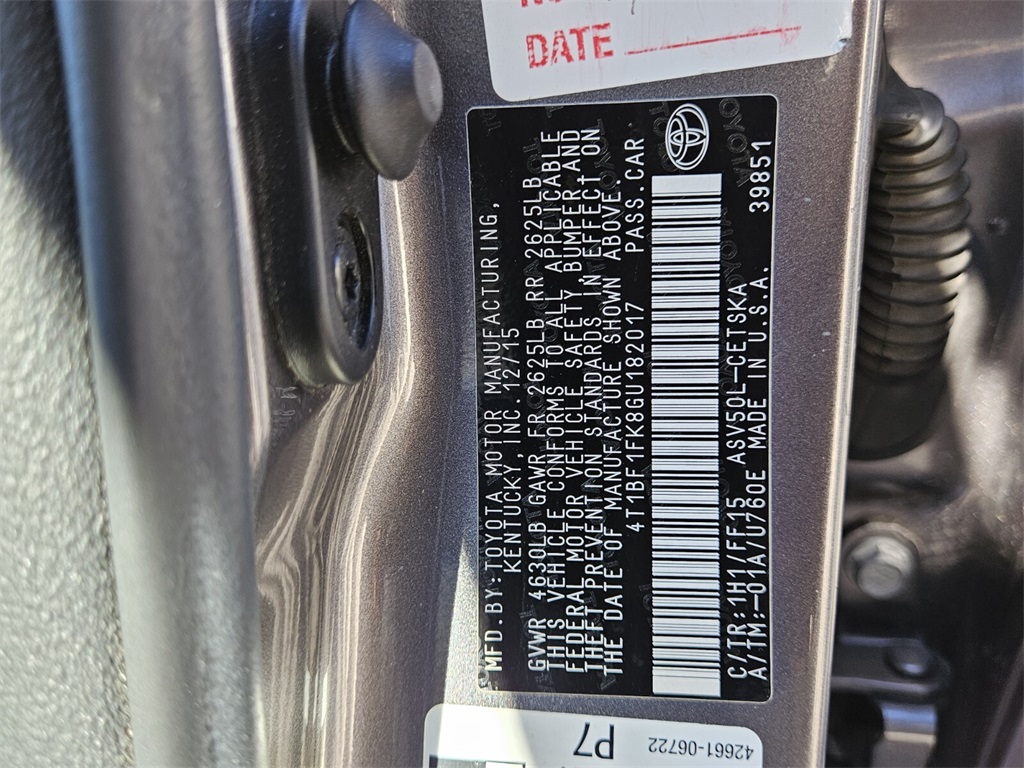 DATE
MFD.BY:TOYOTA MOTOR MANUFACTURING,
KENTUCKY,INC.12/15
GVWR 4630LB GAWR FR 2625LB RR 2625LB
THIS VEHICLE CONFORMS TO ALL APPLICABLE
FEDERAL MOTOR VEHICLE SAFETY, BUMPER AND
THEFT PREVENTION STANDARDS IN EFFECT ON
THE DATE OF MANUFACTURE SHOWN ABOVE.
4T1BF1FK8GU182017 PASS.CAR
C/TR:1H1/FF15 ASV50L-CETSKA
A/TM:-01A/U760E MADE IN U.S.A. 39851
P7
42661-06722